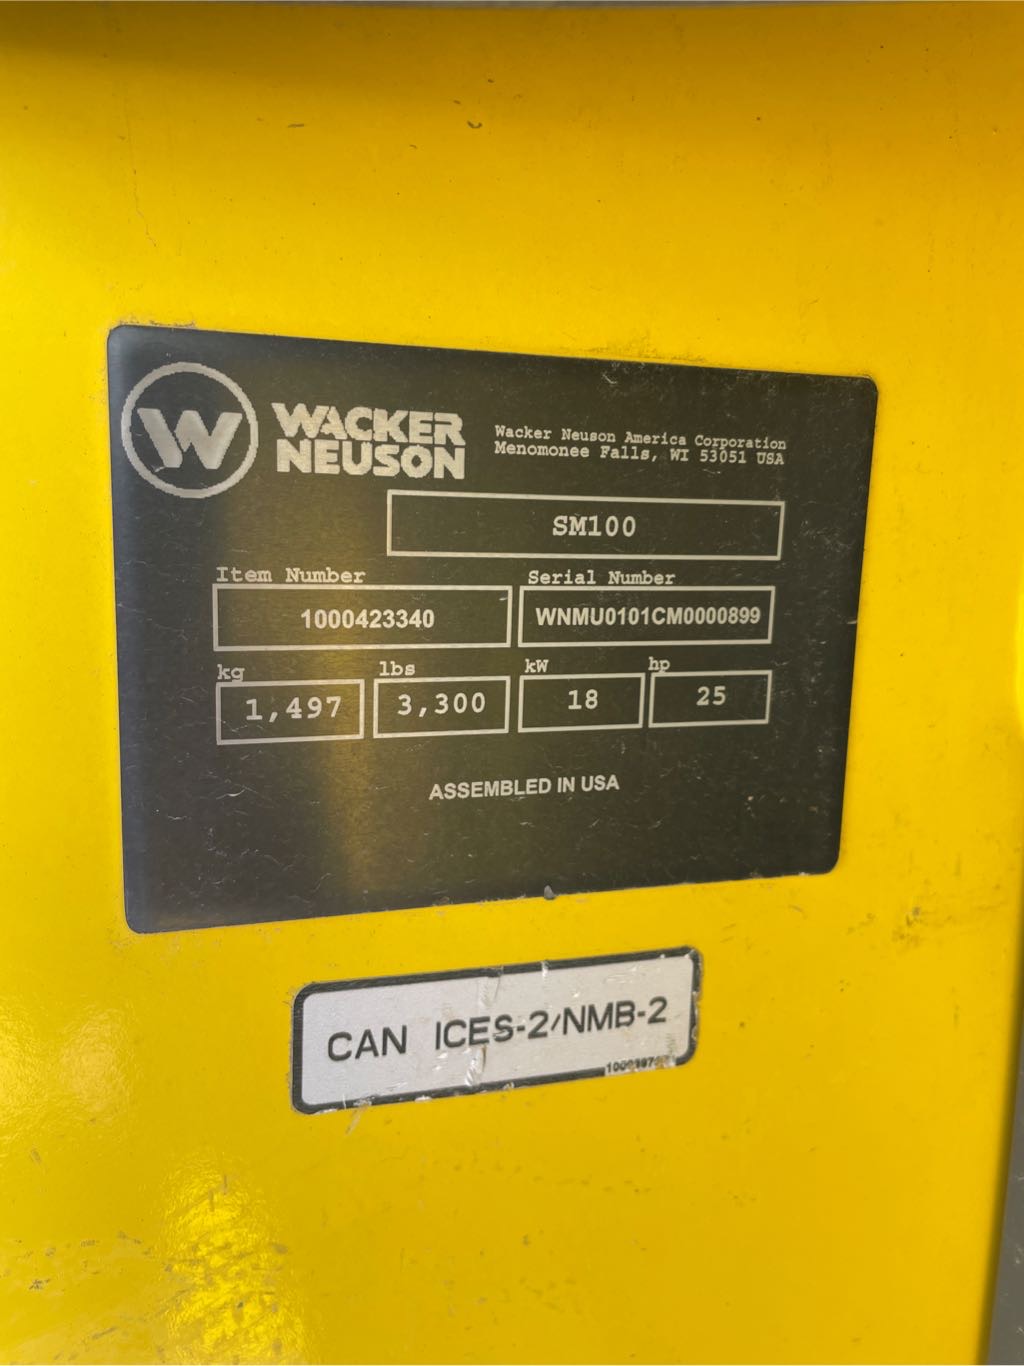 W WACKER
NEUSON
Wacker Neuson America Corporation
Menomonee Falls, WI 53051 USA
SM100
Item Number Serial Number
1000423340 WNMU0101CM0000899
kg lbs kW hp
1,497 3,300 18 25
ASSEMBLED IN USA
CAN ICES-2/NMB-2